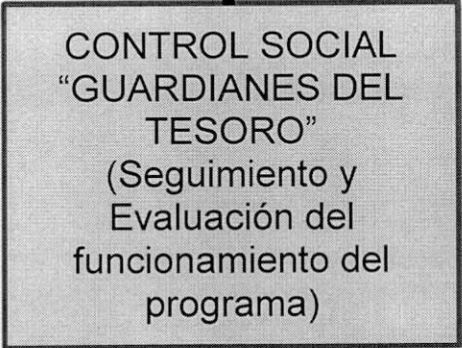 CONTROL SOCIAL
“GUARDIANES DEL
TESORO”
(Seguimiento y
Evaluación del
funcionamiento del
programa)